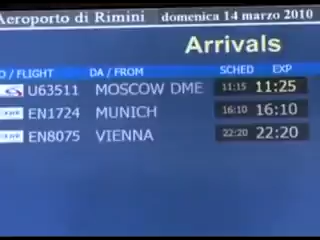 Aeroporto di Rimini domenica 14 marzo 2010
Arrivals
O / FLIGHT DA / FROM SCHED EXP
U63511 MOSCOW DME 11:15 11:25
EN1724 MUNICH 16:10 16:10
EN8075 VIENNA 22:20 22:20